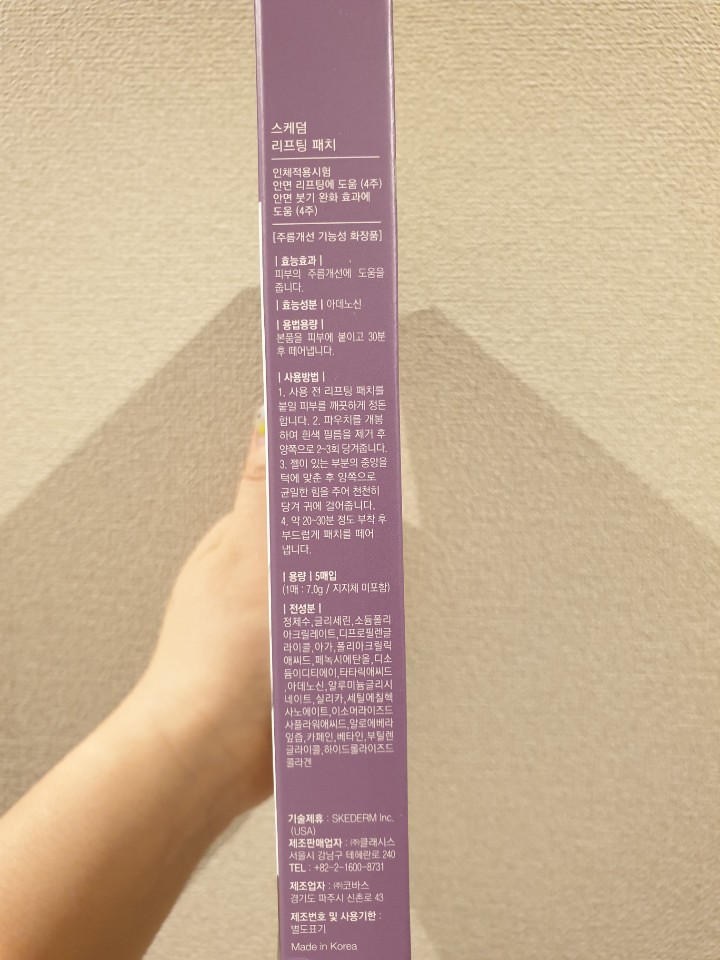 스케덤
리프팅 패치
인체적용시험
안면 리프팅에 도움 (4주)
안면 붓기 완화 효과에
도움 (4주)
[주름개선 기능성 화장품]
| 효능효과 |
피부의 주름개선에 도움을
줍니다.
| 효능성분 | 아데노신
| 용법용량 |
본품을 피부에 붙이고 30분
후 떼어냅니다.
| 사용방법 |
1. 사용 전 리프팅 패치를
붙일 피부를 깨끗하게 정돈
합니다. 2. 파우치를 개봉
하여 흰색 필름을 제거 후
양쪽으로 2~3회 당겨줍니다.
3. 젤이 있는 부분의 중앙을
턱에 맞춘 후 양쪽으로
균일한 힘을 주어 천천히
당겨 귀에 걸어줍니다.
4. 약 20~30분 정도 부착 후
부드럽게 패치를 떼어
냅니다.
| 용량 | 5매입
(1매 : 7.0g / 지지체 미포함)
| 전성분 |
정제수,글리세린,소듐폴리
아크릴레이트,디프로필렌글
라이콜,아가,폴리아크릴릭
애씨드,페녹시에탄올,디소
듐이디티에이,타타릭애씨드
,아데노신,알루미늄글리시
네이트,실리카,세틸에칠헥
사노에이트,이소머라이즈드
사플라워애씨드,알로에베라
잎즙,카페인,베타인,부틸렌
글라이콜,하이드롤라이즈드
콜라겐
기술제휴 : SKEDERM Inc.
(USA)
제조판매업자 : ㈜클래시스
서울시 강남구 테헤란로 240
TEL : +82-2-1600-8731
제조업자 : ㈜코바스
경기도 파주시 신촌로 43
제조번호 및 사용기한 :
별도표기
Made in Korea